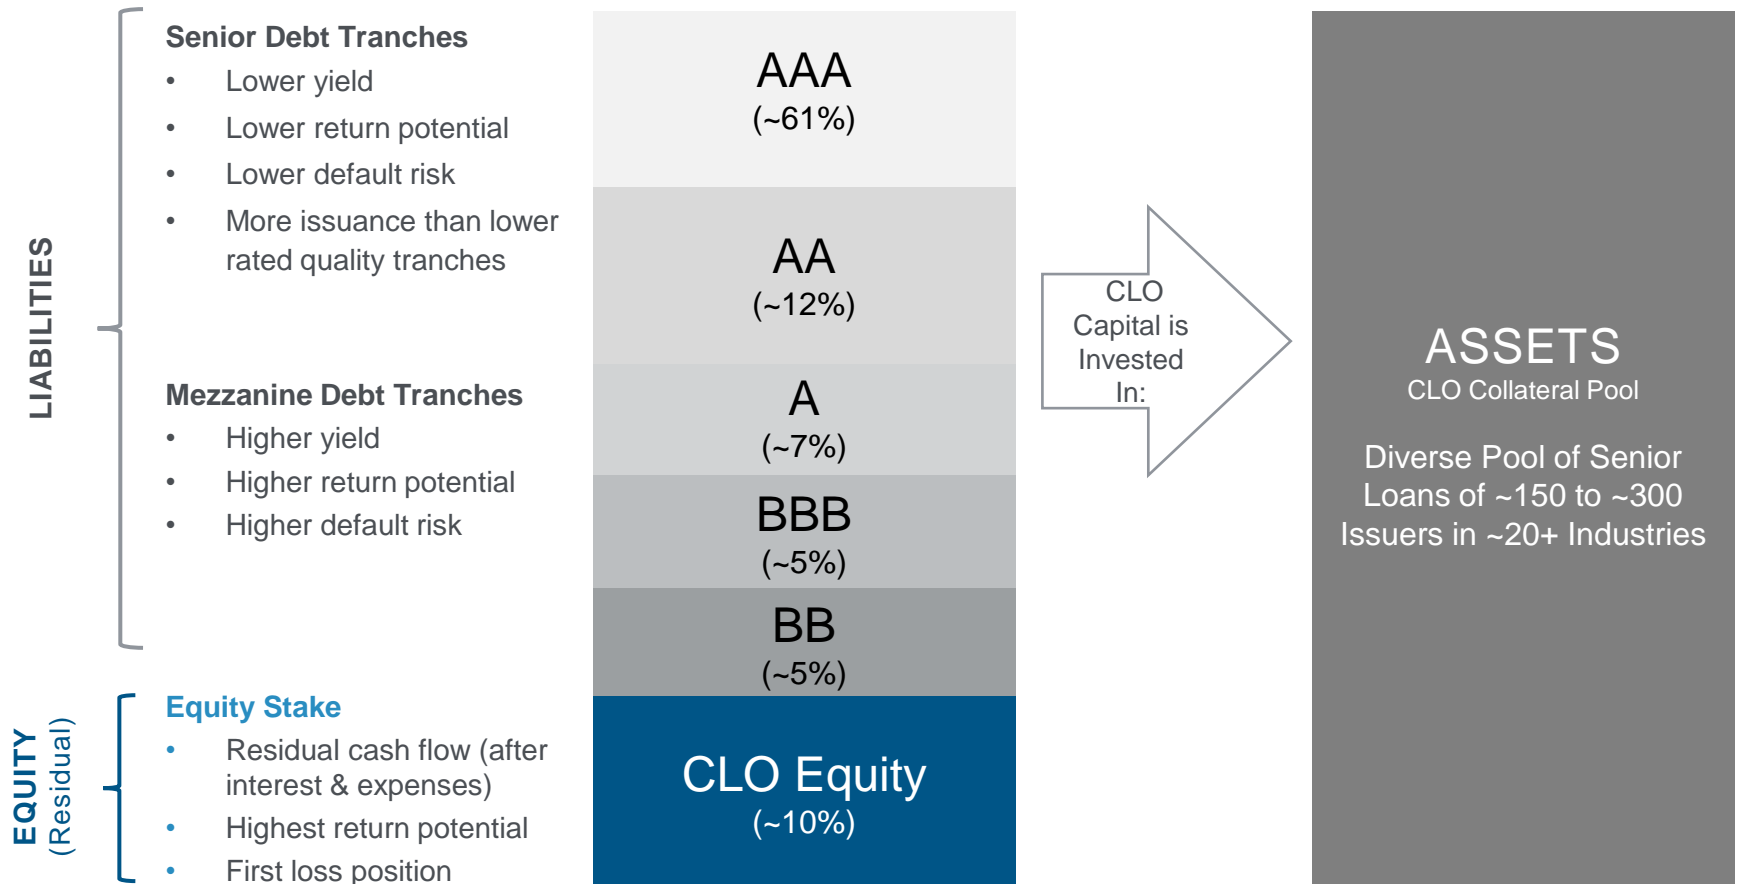 LIABILITIES
Senior Debt Tranches
• Lower yield
• Lower return potential
• Lower default risk
• More issuance than lower
rated quality tranches
Mezzanine Debt Tranches
• Higher yield
• Higher return potential
• Higher default risk
EQUITY
(Residual)
Equity Stake
• Residual cash flow (after
interest & expenses)
• Highest return potential
• First loss position
AAA
(~61%)
AA
(~12%)
A
(~7%)
BBB
(~5%)
BB
(~5%)
CLO Equity
(~10%)
CLO
Capital is
Invested
In:
ASSETS
CLO Collateral Pool
Diverse Pool of Senior
Loans of ~150 to ~300
Issuers in ~20+ Industries